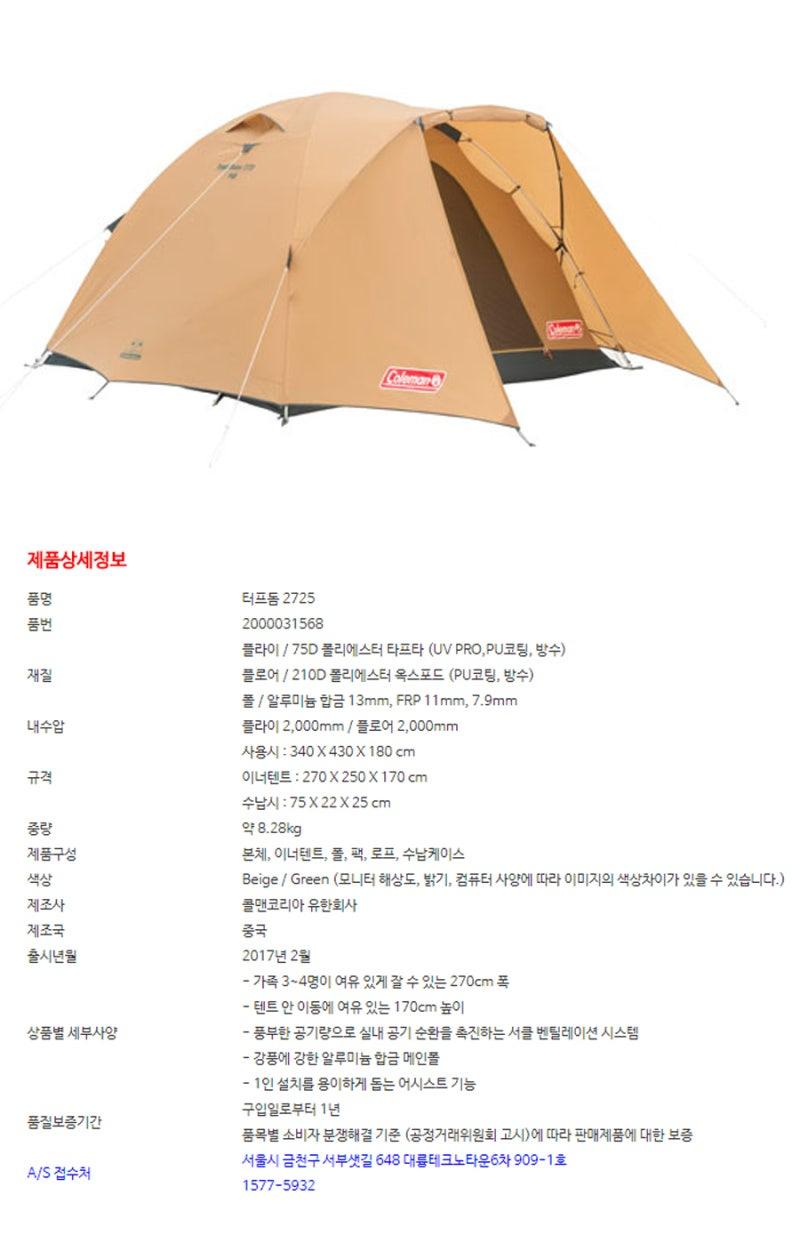 Coleman
Coleman
제품상세정보
품명 터프돔 2725
품번 2000031568
재질 플라이 / 75D 폴리에스터 타프타 (UV PRO,PU코팅, 방수)
플로어 / 210D 폴리에스터 옥스포드 (PU코팅, 방수)
폴 / 알루미늄 합금 13mm, FRP 11mm, 7.9mm
내수압 플라이 2,000mm / 플로어 2,000mm
규격 사용시 : 340 X 430 X 180 cm
이너텐트 : 270 X 250 X 170 cm
수납시 : 75 X 22 X 25 cm
중량 약 8.28kg
제품구성 본체, 이너텐트, 폴, 팩, 로프, 수납케이스
색상 Beige / Green (모니터 해상도, 밝기, 컴퓨터 사양에 따라 이미지의 색상차이가 있을 수 있습니다.)
제조사 콜맨코리아 유한회사
제조국 중국
출시년월 2017년 2월
상품별 세부사양 - 가족 3~4명이 여유 있게 잘 수 있는 270cm 폭
- 텐트 안 이동에 여유 있는 170cm 높이
- 풍부한 공기량으로 실내 공기 순환을 촉진하는 서클 벤틸레이션 시스템
- 강풍에 강한 알루미늄 합금 메인폴
- 1인 설치를 용이하게 돕는 어시스트 기능
품질보증기간 구입일로부터 1년
품목별 소비자 분쟁해결 기준 (공정거래위원회 고시)에 따라 판매제품에 대한 보증
A/S 접수처 서울시 금천구 서부샛길 648 대륭테크노타운6차 909-1호
1577-5932